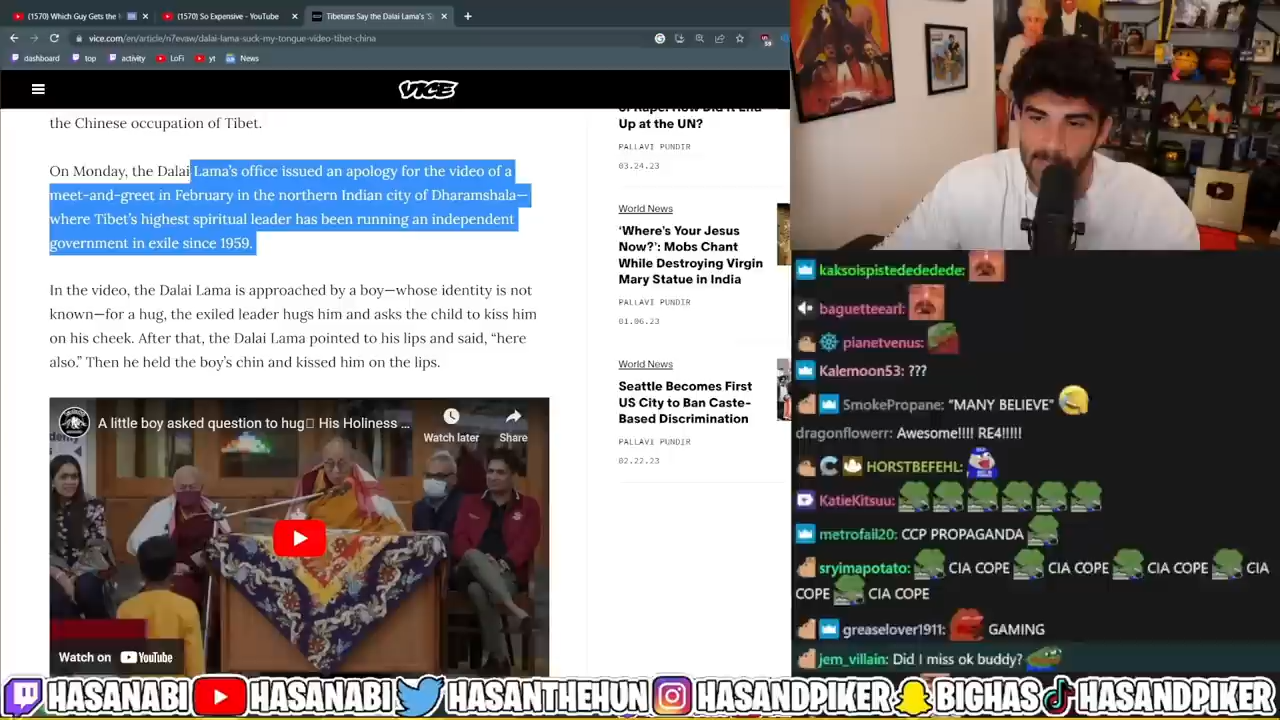 (1570) Which Guy Gets the
(1570) So Expensive - YouTube
Tibetans Say the Dalai Lama's 'S
vice.com/en/article/n7evaw/dalai-lama-suck-my-tongue-video-tibet-china
dashboard
top
activity
LoFi
yt
News
VICE
the Chinese occupation of Tibet.
On Monday, the Dalai Lama's office issued an apology for the video of a
meet-and-greet in February in the northern Indian city of Dharamshala—
where Tibet's highest spiritual leader has been running an independent
government in exile since 1959.
In the video, the Dalai Lama is approached by a boy—whose identity is not
known—for a hug, the exiled leader hugs him and asks the child to kiss him
on his cheek. After that, the Dalai Lama pointed to his lips and said, “here
also.” Then he held the boy's chin and kissed him on the lips.
A little boy asked question to hug His Holiness ...
Watch later
Share
Watch on YouTube
of Rape. How Did It End
Up at the UN?
PALLAVI PUNDIR
03.24.23
World News
‘Where's Your Jesus
Now?’: Mobs Chant
While Destroying Virgin
Mary Statue in India
PALLAVI PUNDIR
01.06.23
World News
Seattle Becomes First
US City to Ban Caste-
Based Discrimination
PALLAVI PUNDIR
02.22.23
kaksoispistedededede:
baguetteearl:
pianetvenus:
Kalemoon53: ???
SmokePropane: "MANY BELIEVE"
dragonflowerr: Awesome!!!! RE4!!!!!
HORSTBEFEHL:
KatieKitsuu:
metrofail20: CCP PROPAGANDA
sryimapotato: CIA COPE CIA COPE CIA COPE CIA
COPE CIA COPE
greaselover1911: GAMING
jem_villain: Did I miss ok buddy?
HASANABI HASANABI HASANTHEHUN HASANDPIKER BIGHAS HASANDPIKER